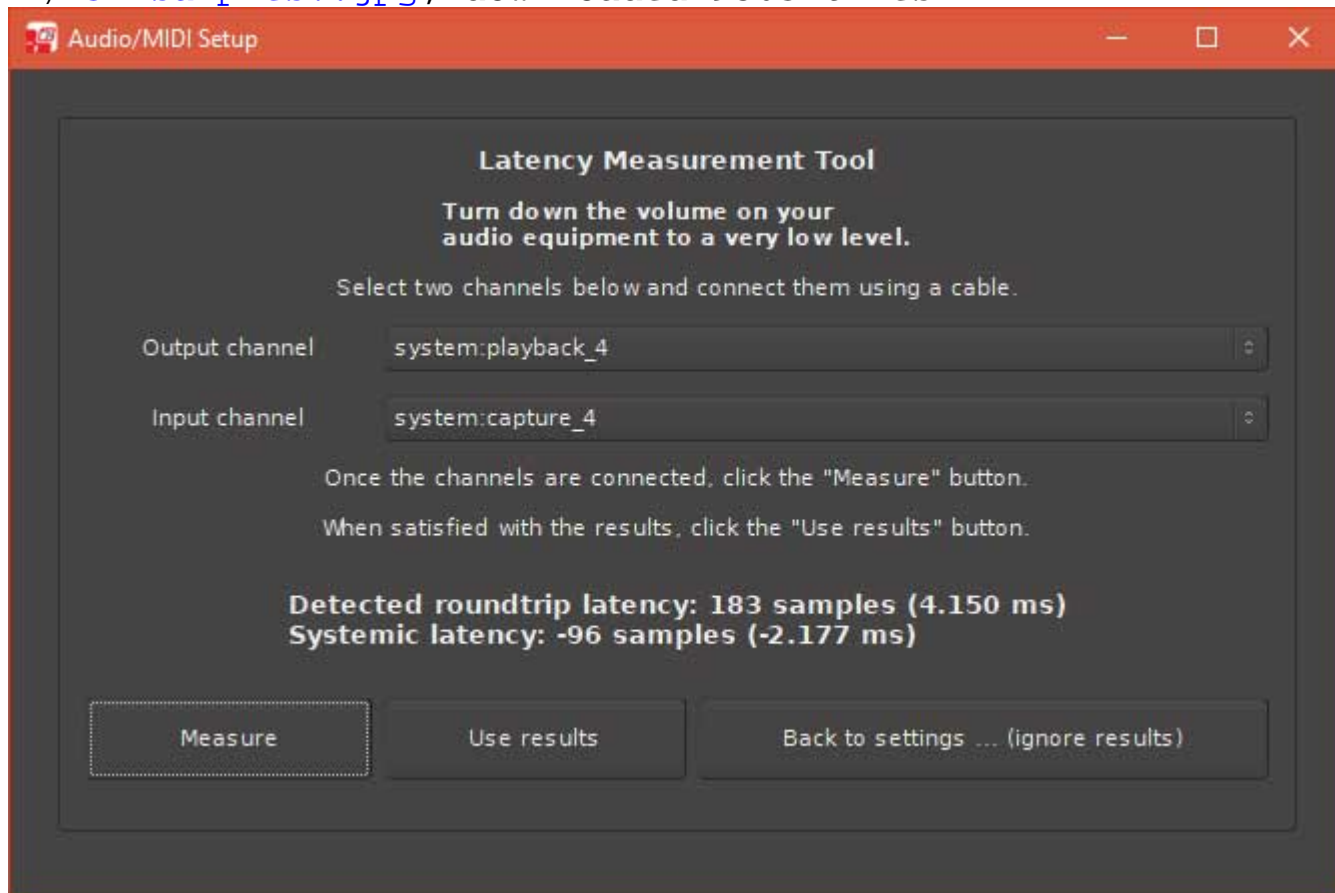 Audio/MIDI Setup
Latency Measurement Tool
Turn down the volume on your
audio equipment to a very low level.
Select two channels below and connect them using a cable.
Output channel system:playback_4
Input channel system:capture_4
Once the channels are connected, click the "Measure" button.
When satisfied with the results, click the "Use results" button.
Detected roundtrip latency: 183 samples (4.150 ms)
Systemic latency: -96 samples (-2.177 ms)
Measure Use results Back to settings ... (ignore results)